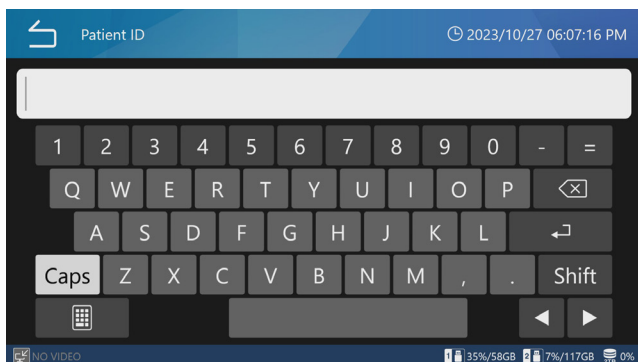 Patient ID
2023/10/27 06:07:16 PM
1 2 3 4 5 6 7 8 9 0 - =
Q W E R T Y U I O P
A S D F G H J K L
Caps Z X C V B N M , . Shift
NO VIDEO 1 35%/58GB 2 7%/117GB 2TB 0%